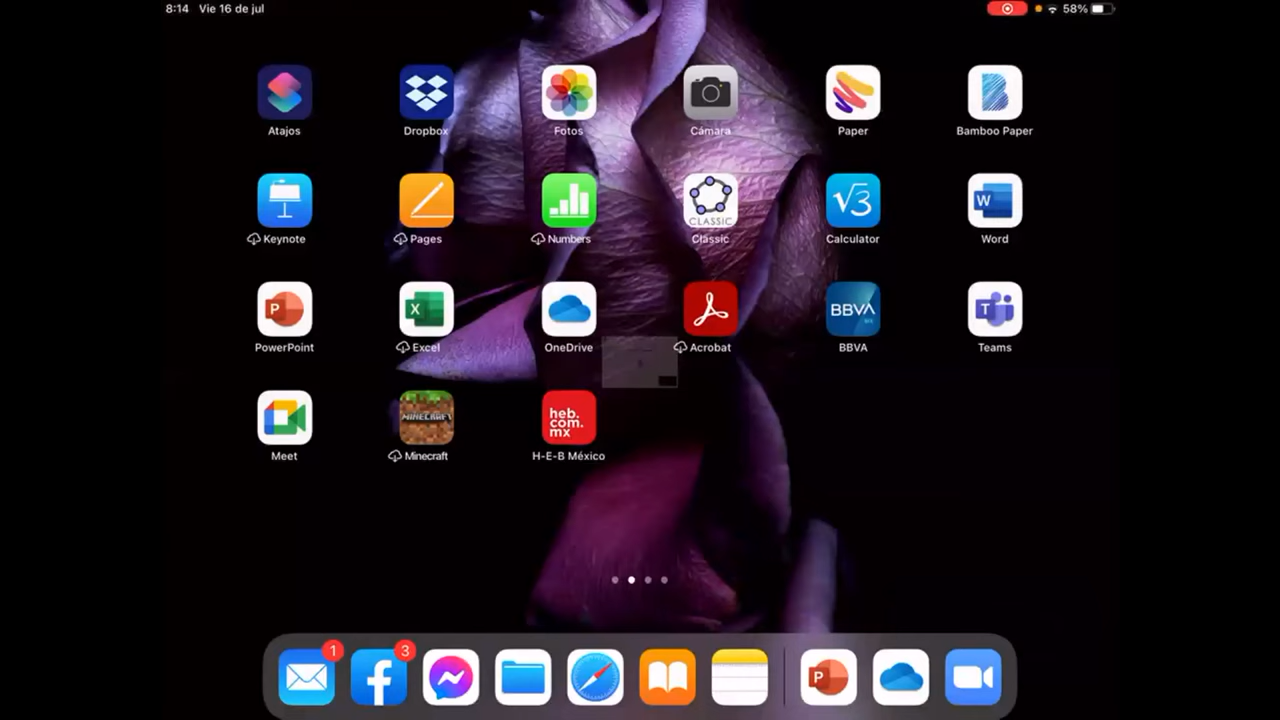 8:14 Vie 16 de jul 58%
Atajos Dropbox Fotos Cámara Paper Bamboo Paper
CLASSIC √3 W
Keynote Pages Numbers Classic Calculator Word
P X BBVA T
PowerPoint Excel OneDrive Acrobat BBVA Teams
MINECRAFT heb.
com.
mx
Meet Minecraft H-E-B México
1 3
P